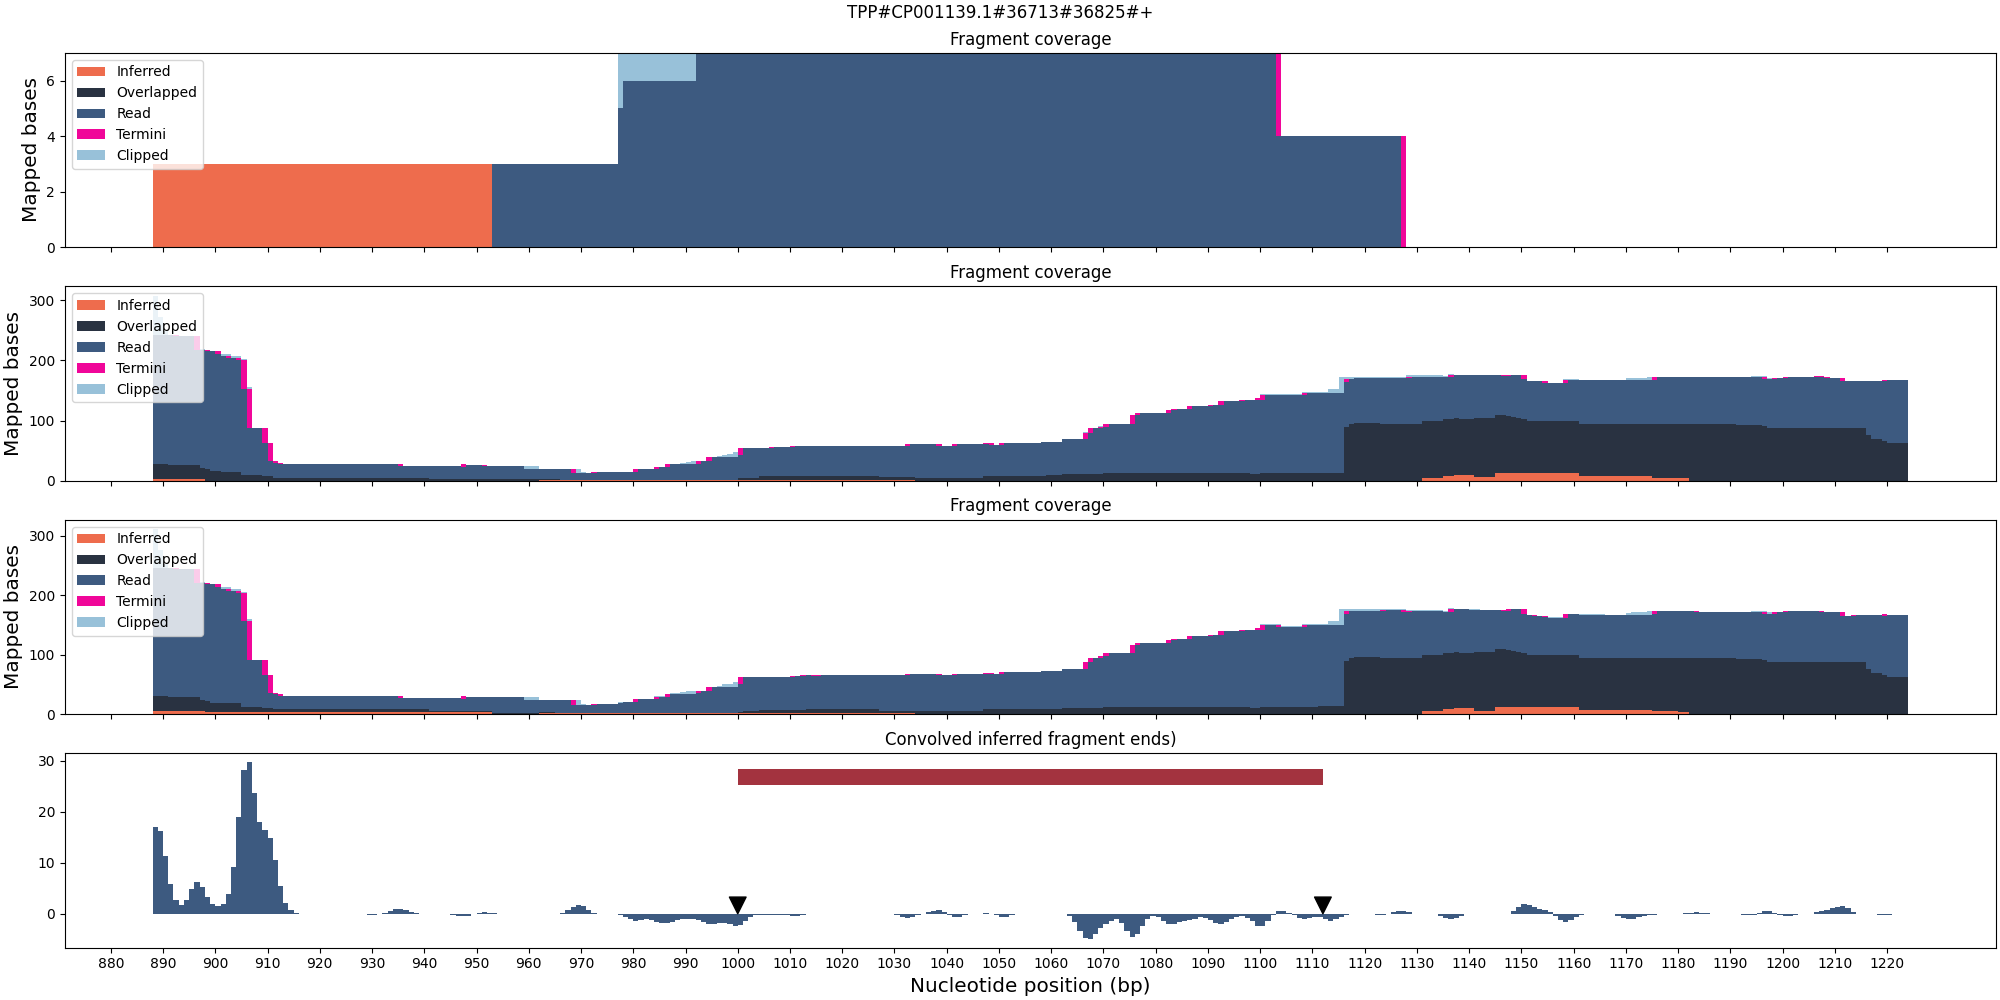 TPP#CP001139.1#36713#36825#+
Fragment coverage
Mapped bases
6
4
2
0
Inferred
Overlapped
Read
Termini
Clipped
Fragment coverage
Mapped bases
300
200
100
0
Inferred
Overlapped
Read
Termini
Clipped
Fragment coverage
Mapped bases
300
200
100
0
Inferred
Overlapped
Read
Termini
Clipped
Convolved inferred fragment ends)
30
20
10
0
880 890 900 910 920 930 940 950 960 970 980 990 1000 1010 1020 1030 1040 1050 1060 1070 1080 1090 1100 1110 1120 1130 1140 1150 1160 1170 1180 1190 1200 1210 1220
Nucleotide position (bp)